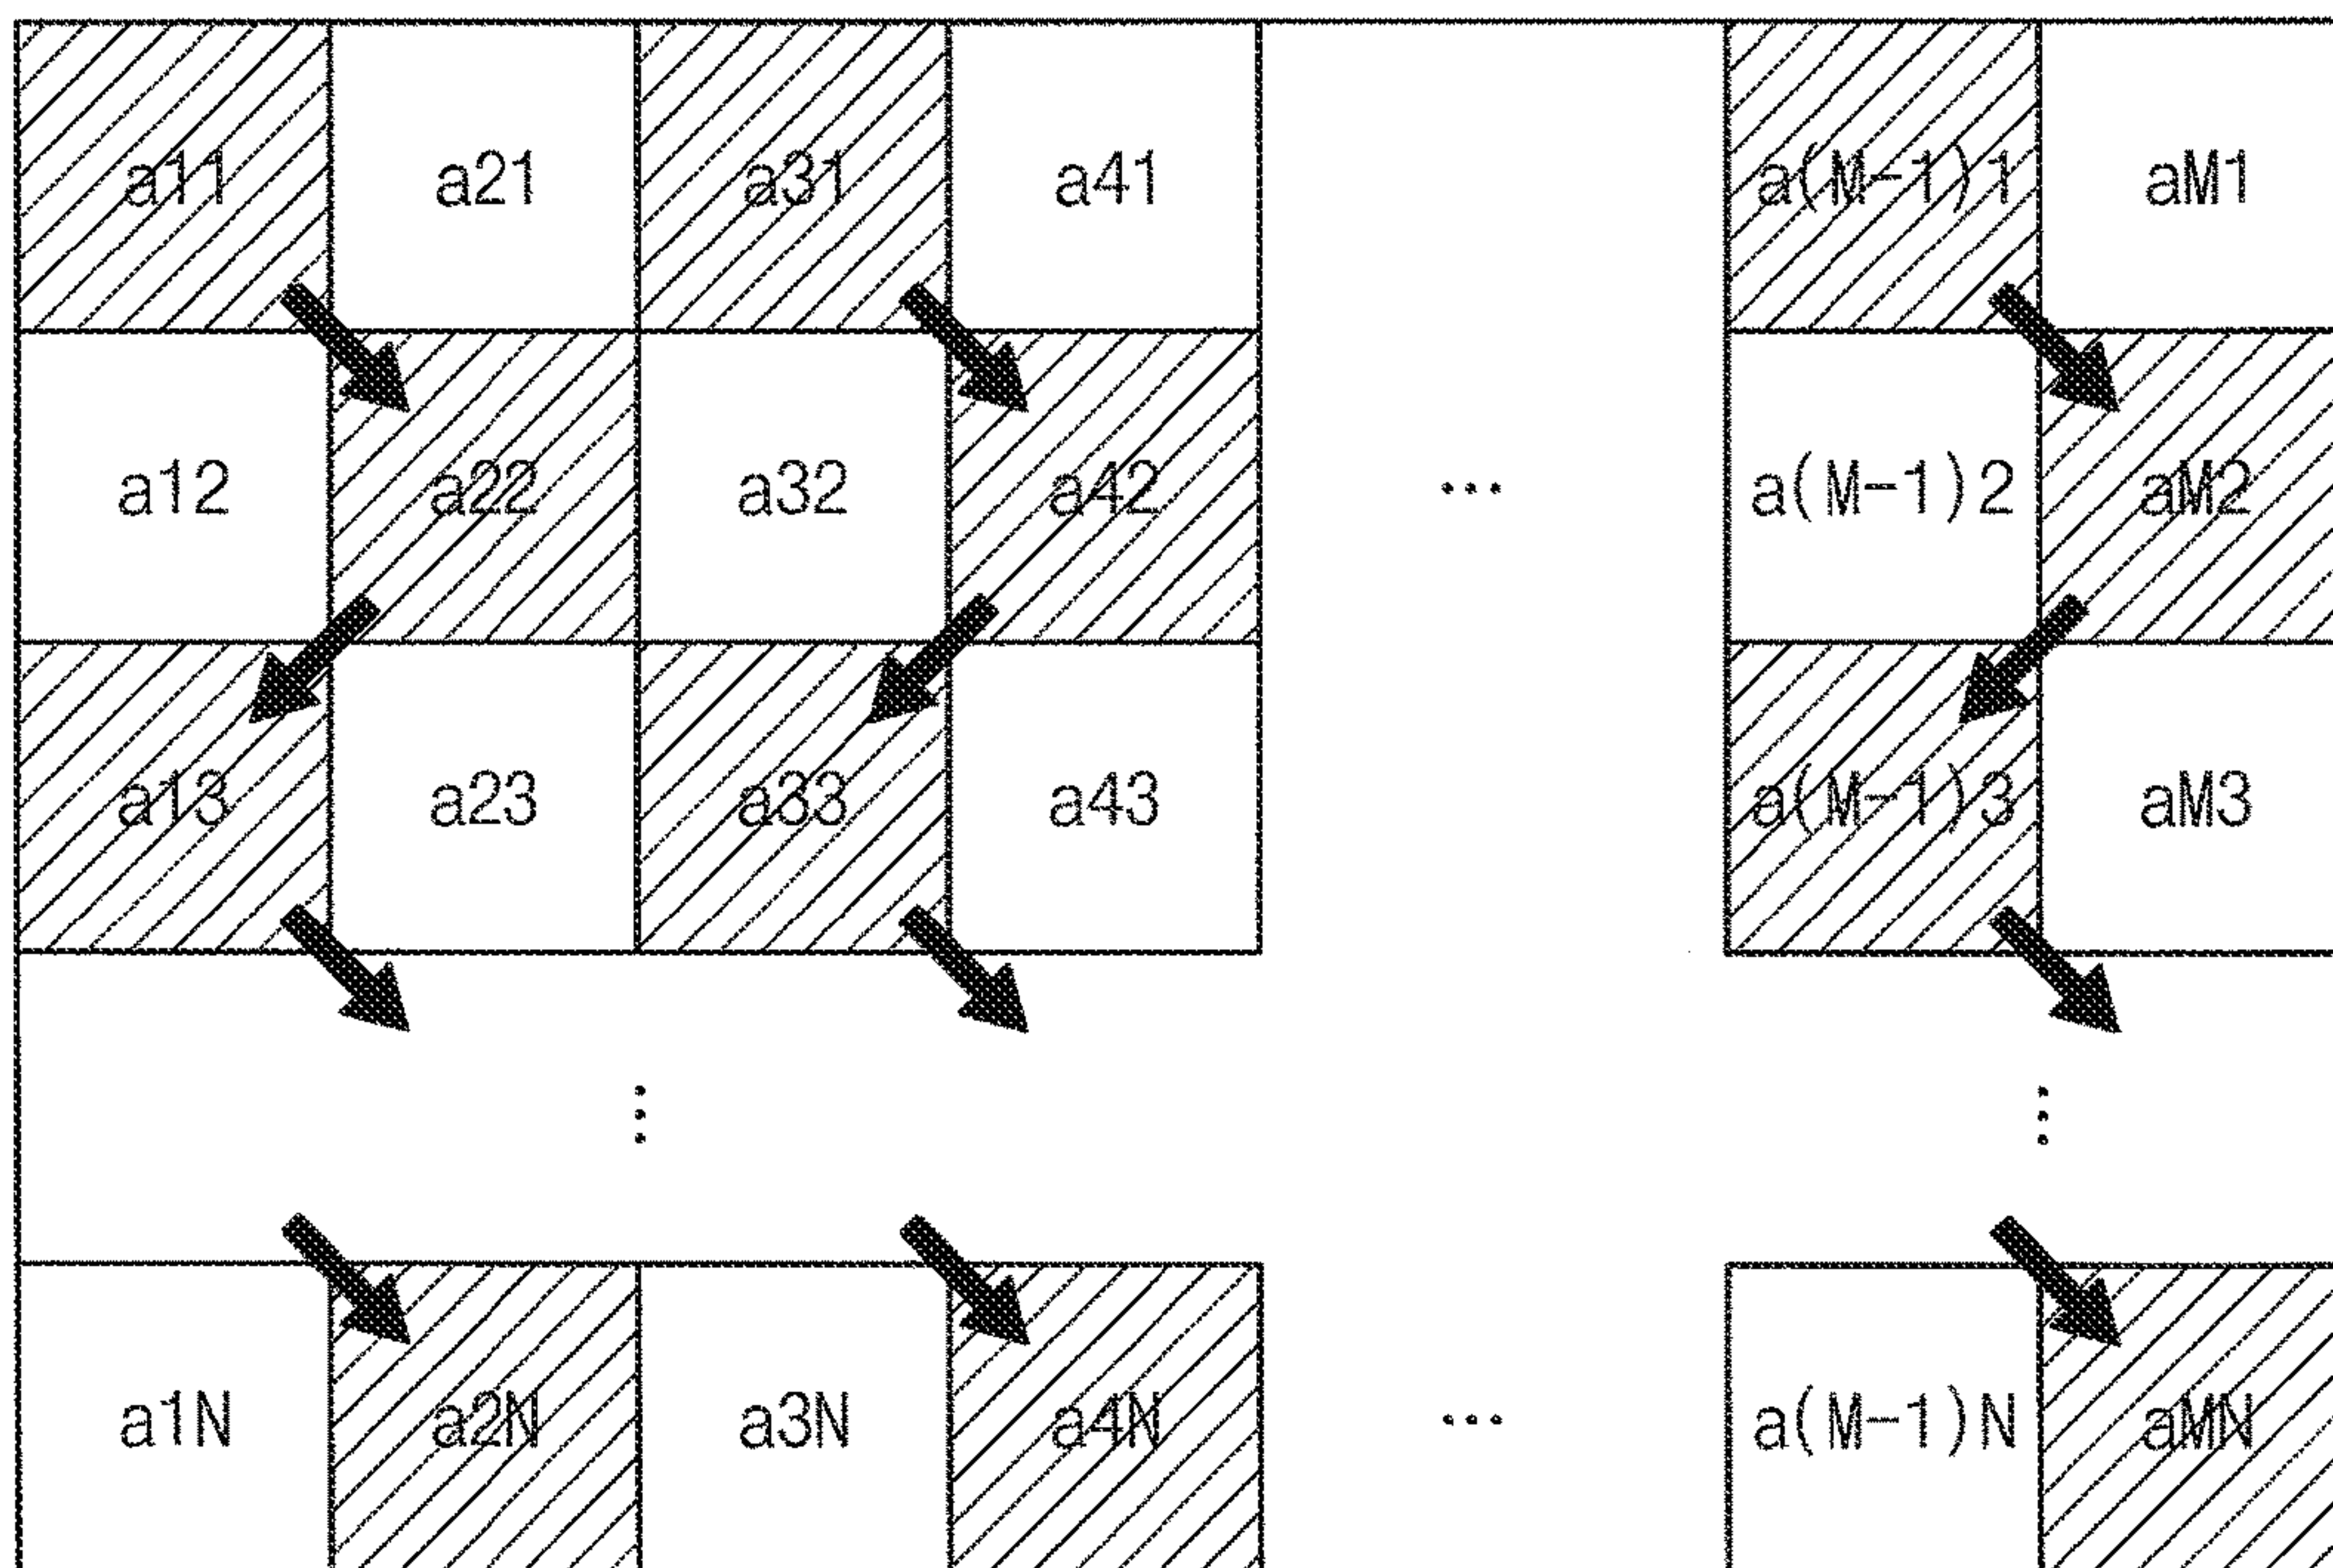 a11 a21 a31 a41 a(M-1)1 aM1
a12 a22 a32 a42 ... a(M-1)2 aM2
a13 a23 a33 a43 a(M-1)3 aM3
a1N a2N a3N a4N ... a(M-1)N aMN